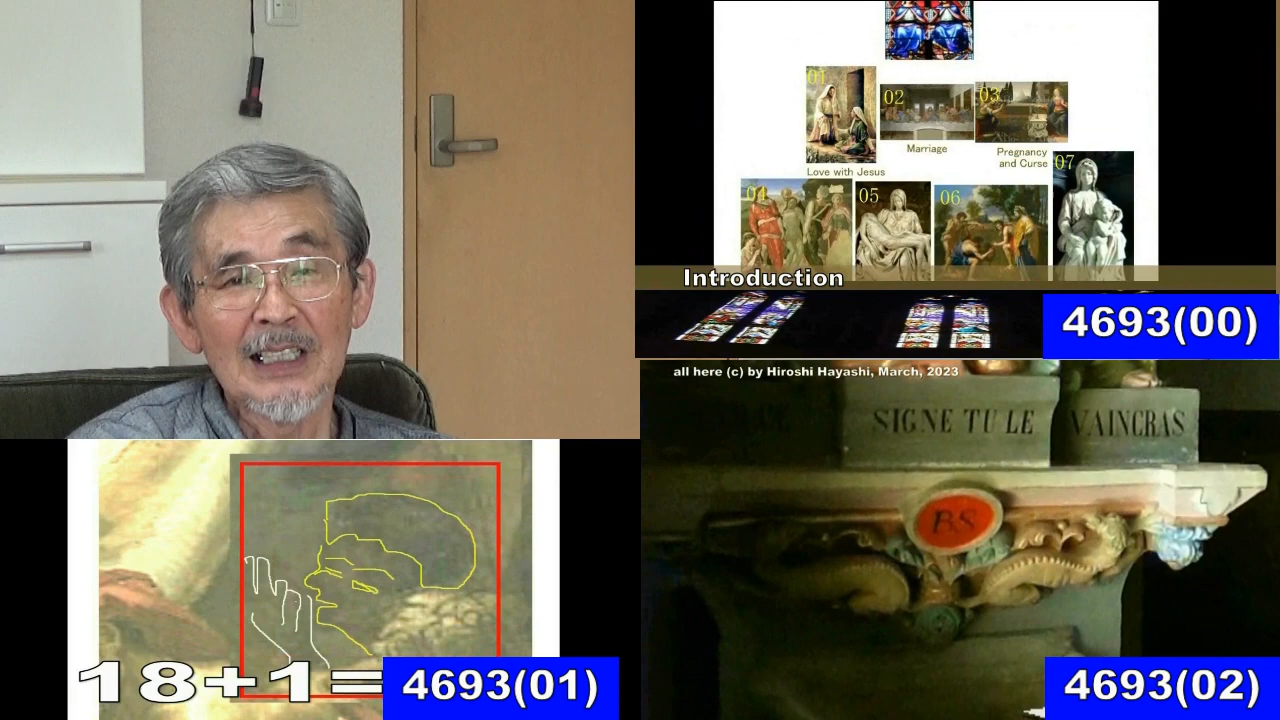 01
02
03
Marriage
Pregnancy
and Curse
Love with Jesus
04
05
06
07
Introduction
4693(00)
all here (c) by Hiroshi Hayashi, March, 2023
SIGNE TU LE
VAINCRAS
B.S.
18+1=
4693(01)
4693(02)